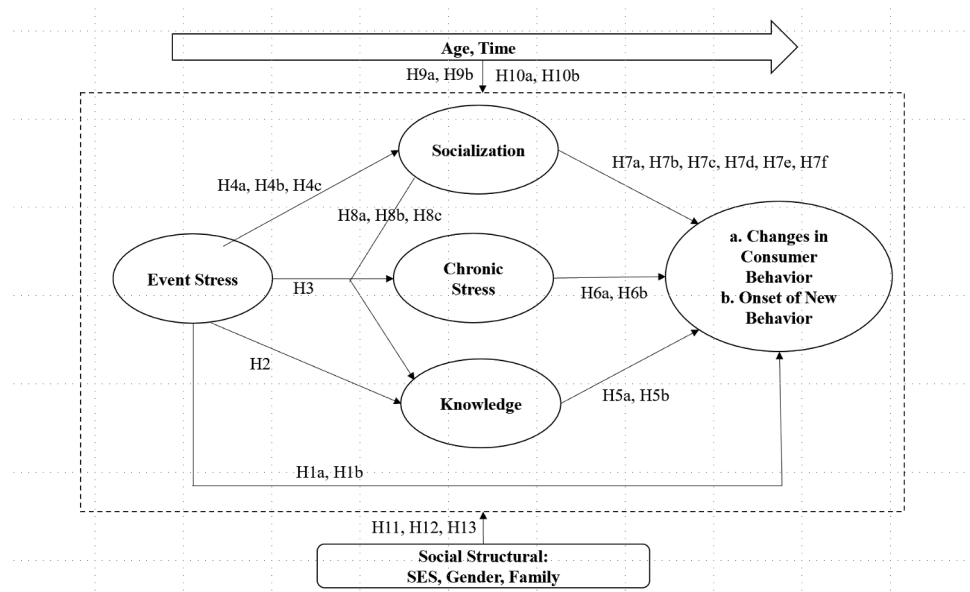 Age, Time
H9a, H9b
H10a, H10b
Socialization
H7a, H7b, H7c, H7d, H7e, H7f
H4a, H4b, H4c
H8a, H8b, H8c
a. Changes in
Consumer
Behavior
b. Onset of New
Behavior
Event Stress
H3
Chronic
Stress
H6a, H6b
H2
Knowledge
H5a, H5b
H1a, H1b
H11, H12, H13
Social Structural:
SES, Gender, Family